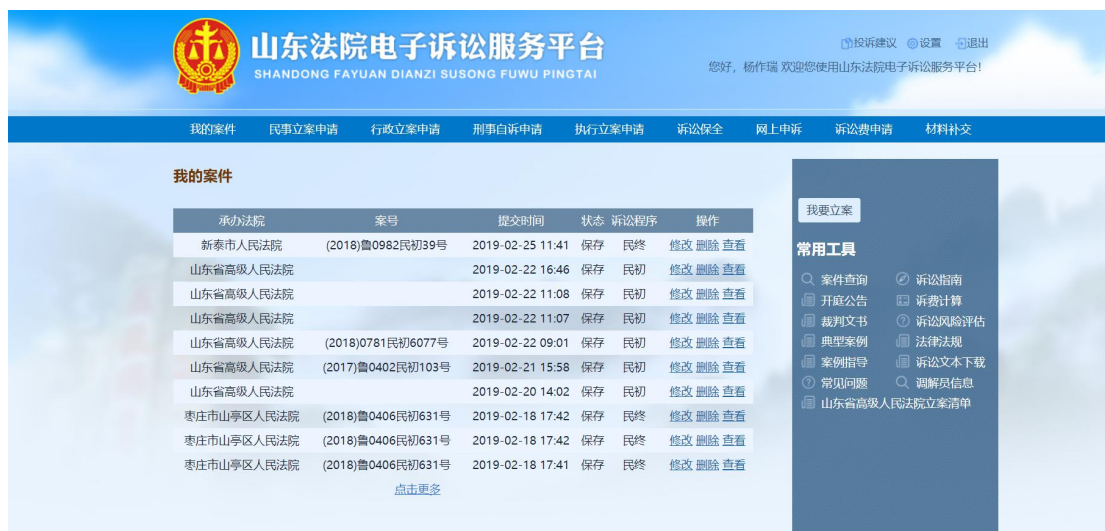 山东法院电子诉讼服务平台
SHANDONG FAYUAN DIANZI SUSONG FUWU PINGTAI
投诉建议 设置 退出
您好，杨作瑞 欢迎您使用山东法院电子诉讼服务平台!
我的案件 民事立案申请 行政立案申请 刑事自诉申请 执行立案申请 诉讼保全 网上申诉 诉讼费申请 材料补交
我的案件
承办法院 案号 提交时间 状态 诉讼程序 操作
新泰市人民法院 (2018)鲁0982民初39号 2019-02-25 11:41 保存 民终 修改 删除 查看
山东省高级人民法院 2019-02-22 16:46 保存 民初 修改 删除 查看
山东省高级人民法院 2019-02-22 11:08 保存 民初 修改 删除 查看
山东省高级人民法院 2019-02-22 11:07 保存 民初 修改 删除 查看
山东省高级人民法院 (2018)0781民初6077号 2019-02-22 09:01 保存 民初 修改 删除 查看
山东省高级人民法院 (2017)鲁0402民初103号 2019-02-21 15:58 保存 民初 修改 删除 查看
山东省高级人民法院 2019-02-20 14:02 保存 民初 修改 删除 查看
枣庄市山亭区人民法院 (2018)鲁0406民初631号 2019-02-18 17:42 保存 民终 修改 删除 查看
枣庄市山亭区人民法院 (2018)鲁0406民初631号 2019-02-18 17:42 保存 民终 修改 删除 查看
枣庄市山亭区人民法院 (2018)鲁0406民初631号 2019-02-18 17:41 保存 民终 修改 删除 查看
点击更多
我要立案
常用工具
案件查询 诉讼指南
开庭公告 诉费计算
裁判文书 诉讼风险评估
典型案例 法律法规
案例指导 诉讼文本下载
常见问题 调解员信息
山东省高级人民法院立案清单